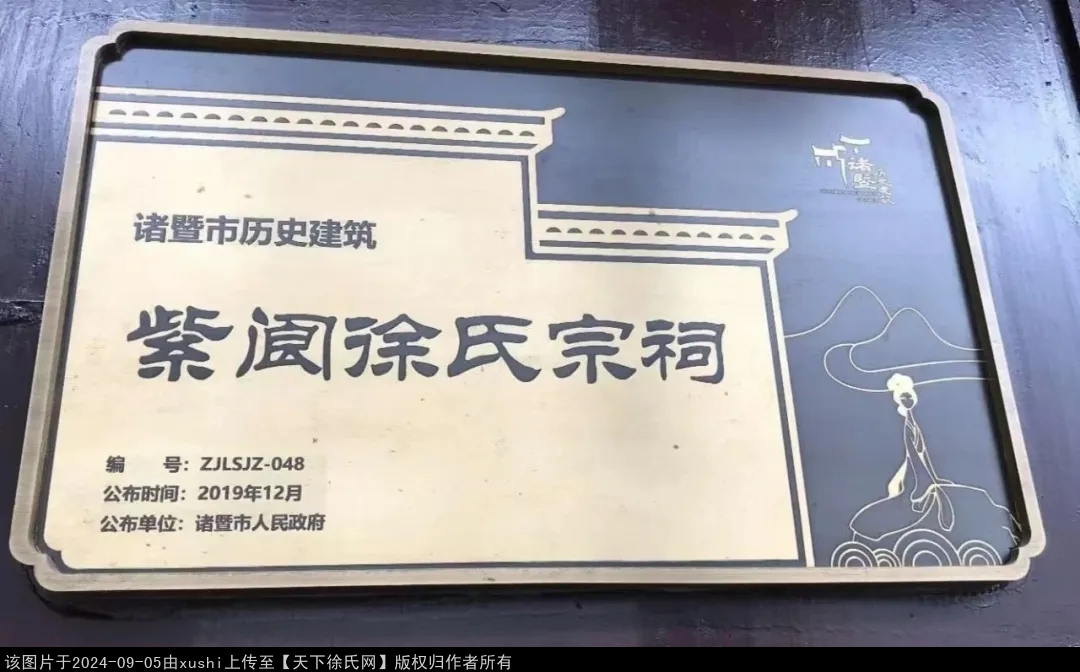 诸暨市历史建筑
紫阆徐氏宗祠
编 号：ZJLSJZ-048
公布时间：2019年12月
公布单位：诸暨市人民政府
诸暨
该图片于2024-09-05由xushi上传至【天下徐氏网】版权归作者所有